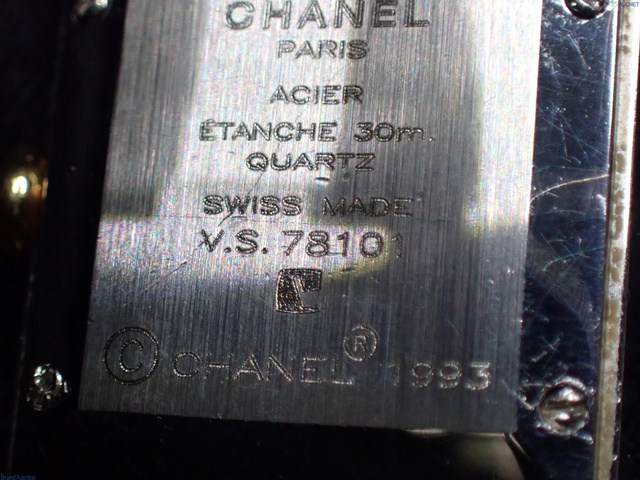 CHANEL
PARIS
ACIER
ÉTANCHE 30m.
QUARTZ
SWISS MADE
V.S. 78101
© CHANEL ® 1993